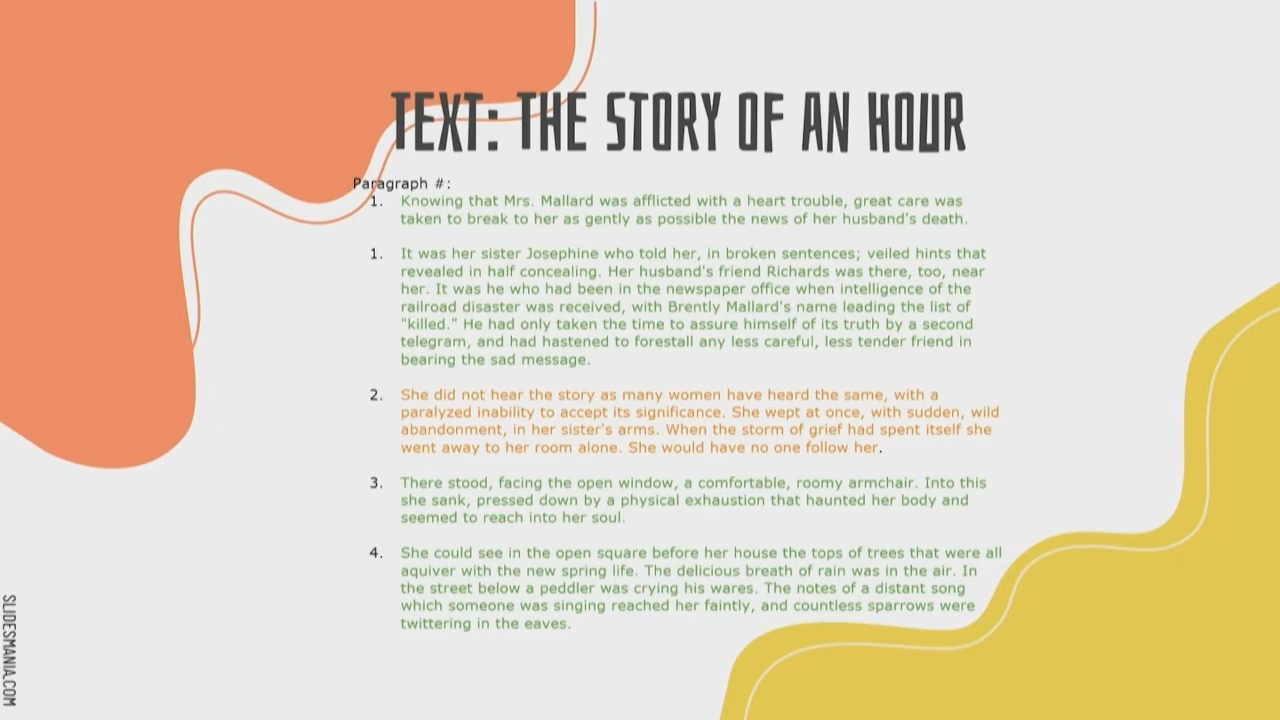 TEXT: THE STORY OF AN HOUR
Paragraph #:
1. Knowing that Mrs. Mallard was afflicted with a heart trouble, great care was
taken to break to her as gently as possible the news of her husband's death.
1. It was her sister Josephine who told her, in broken sentences; veiled hints that
revealed in half concealing. Her husband's friend Richards was there, too, near
her. It was he who had been in the newspaper office when intelligence of the
railroad disaster was received, with Brently Mallard's name leading the list of
"killed." He had only taken the time to assure himself of its truth by a second
telegram, and had hastened to forestall any less careful, less tender friend in
bearing the sad message.
2. She did not hear the story as many women have heard the same, with a
paralyzed inability to accept its significance. She wept at once, with sudden, wild
abandonment, in her sister's arms. When the storm of grief had spent itself she
went away to her room alone. She would have no one follow her.
3. There stood, facing the open window, a comfortable, roomy armchair. Into this
she sank, pressed down by a physical exhaustion that haunted her body and
seemed to reach into her soul.
4. She could see in the open square before her house the tops of trees that were all
aquiver with the new spring life. The delicious breath of rain was in the air. In
the street below a peddler was crying his wares. The notes of a distant song
which someone was singing reached her faintly, and countless sparrows were
twittering in the eaves.
SLIDESMANIA.COM